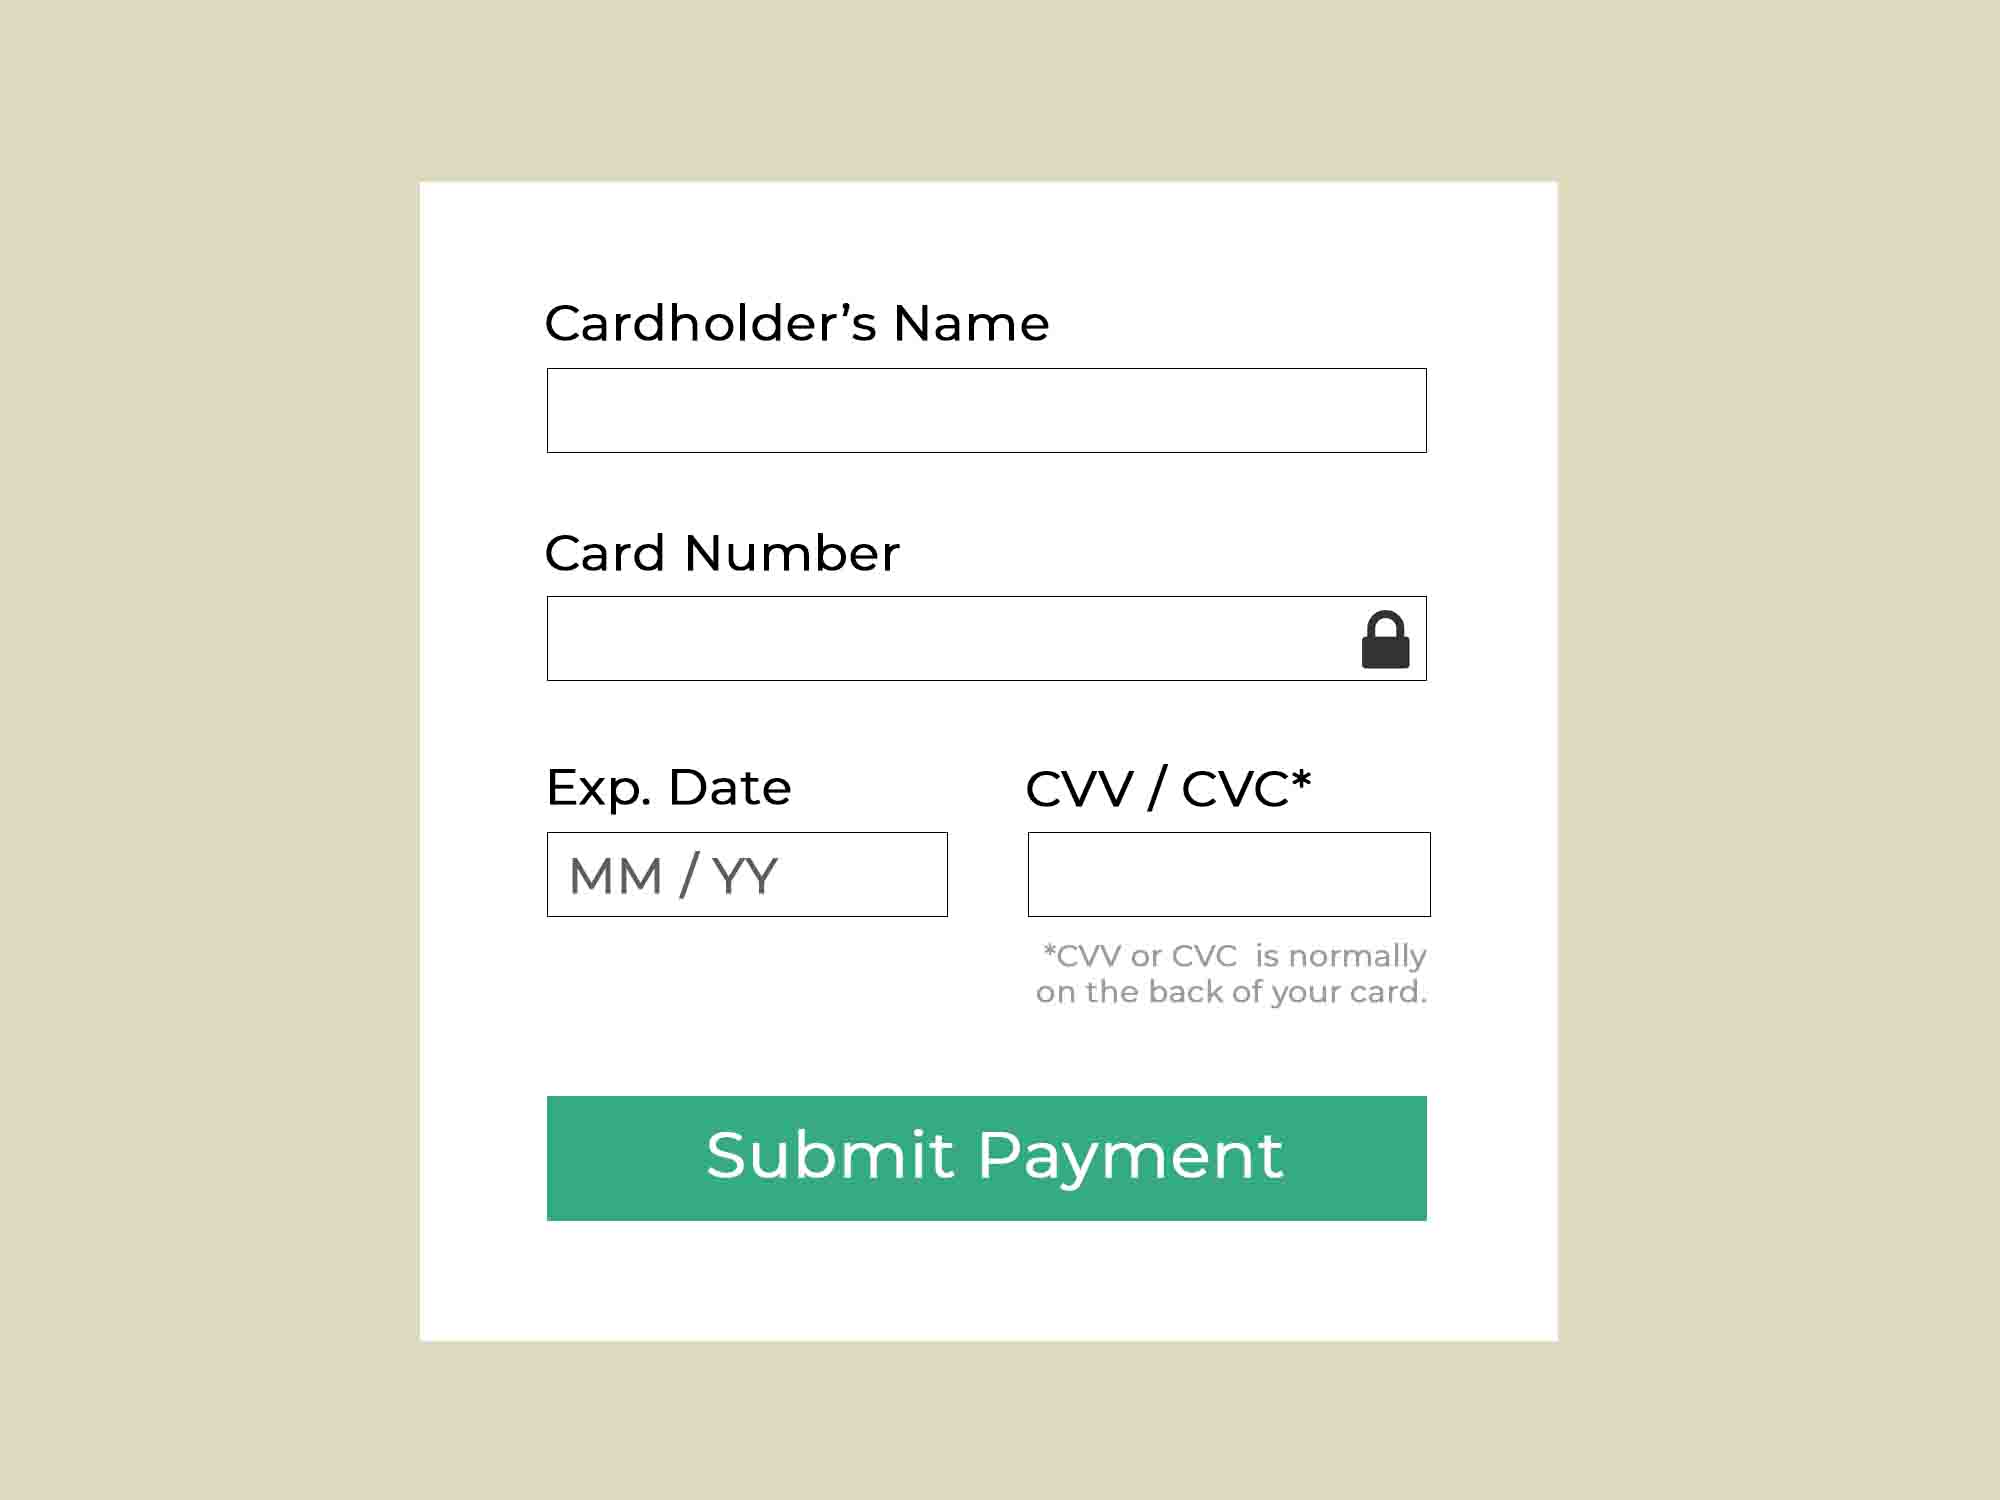 Cardholder’s Name
Card Number
Exp. Date
CVV / CVC*
MM / YY
*CVV or CVC  is normally
on the back of your card.
Submit Payment